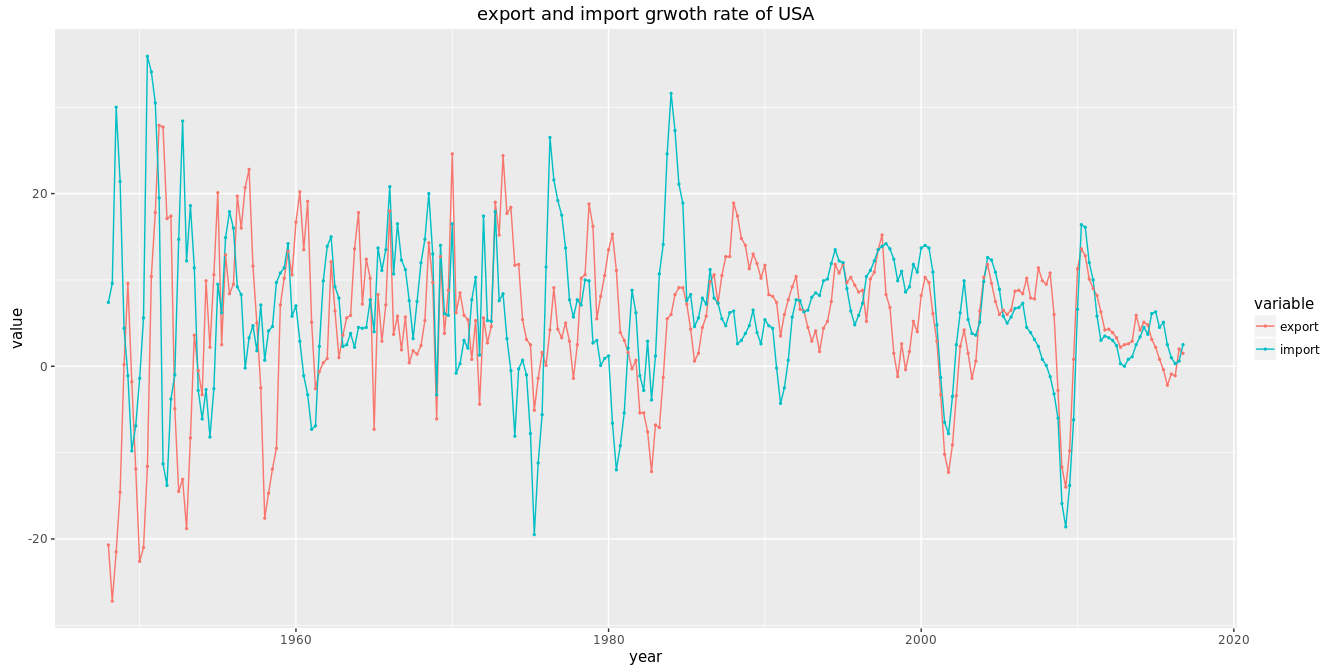 export and import grwoth rate of USA
value
20
0
-20
1960
1980
2000
2020
year
variable
export
import